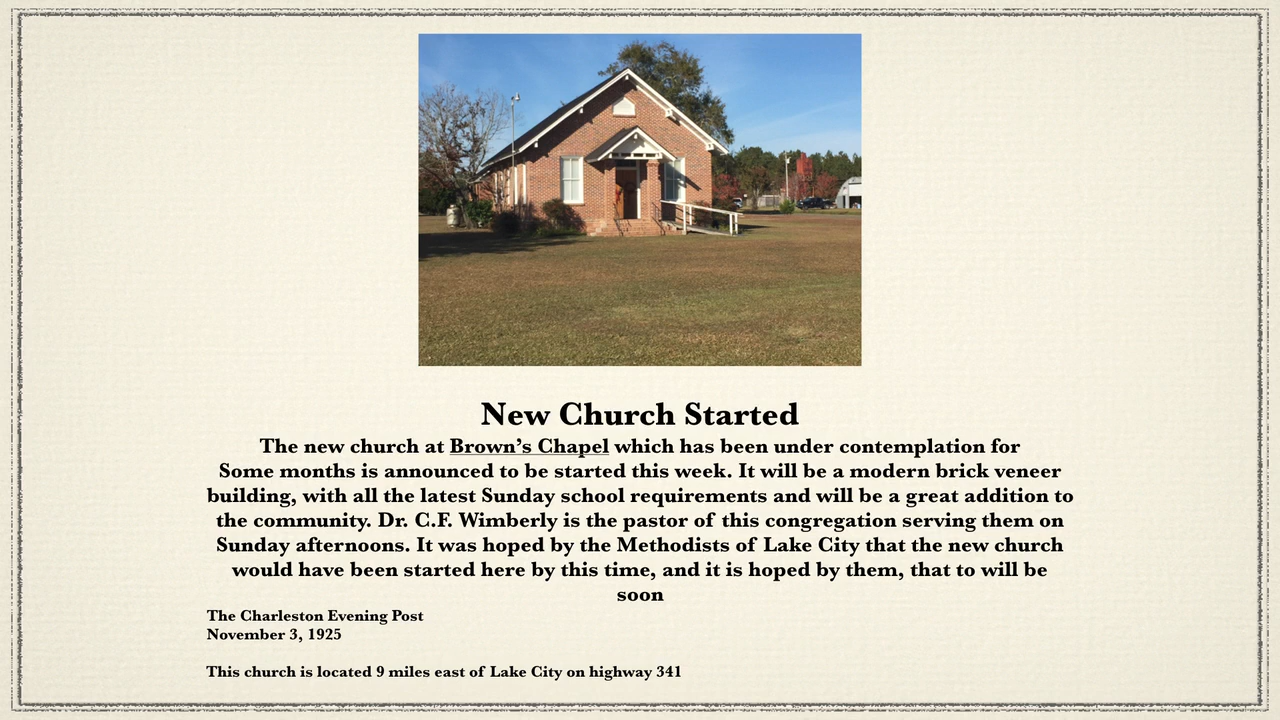 New Church Started
The new church at Brown’s Chapel which has been under contemplation for
Some months is announced to be started this week. It will be a modern brick veneer
building, with all the latest Sunday school requirements and will be a great addition to
the community. Dr. C.F. Wimberly is the pastor of this congregation serving them on
Sunday afternoons. It was hoped by the Methodists of Lake City that the new church
would have been started here by this time, and it is hoped by them, that to will be
soon
The Charleston Evening Post
November 3, 1925
This church is located 9 miles east of Lake City on highway 341